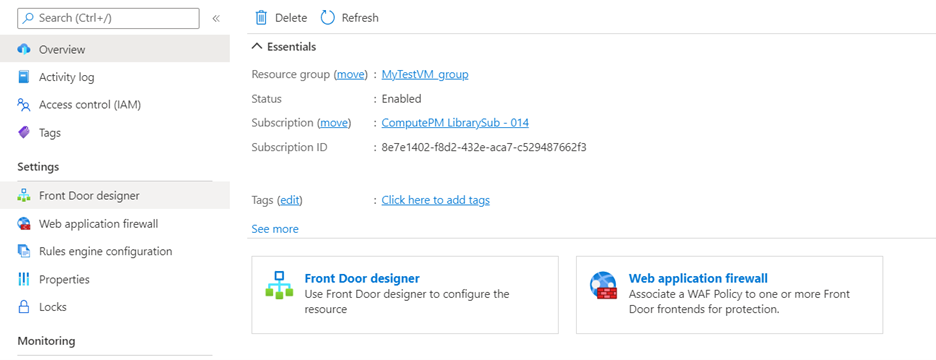 Search (Ctrl+/)
«
Overview
Activity log
Access control (IAM)
Tags
Settings
Front Door designer
Web application firewall
Rules engine configuration
Properties
Locks
Monitoring
Delete Refresh
Essentials
Resource group (move) : MyTestVM_group
Status : Enabled
Subscription (move) : ComputePM LibrarySub - 014
Subscription ID : 8e7e1402-f8d2-432e-aca7-c529487662f3
Tags (edit) : Click here to add tags
See more
Front Door designer
Use Front Door designer to configure the
resource
Web application firewall
Associate a WAF Policy to one or more Front
Door frontends for protection.